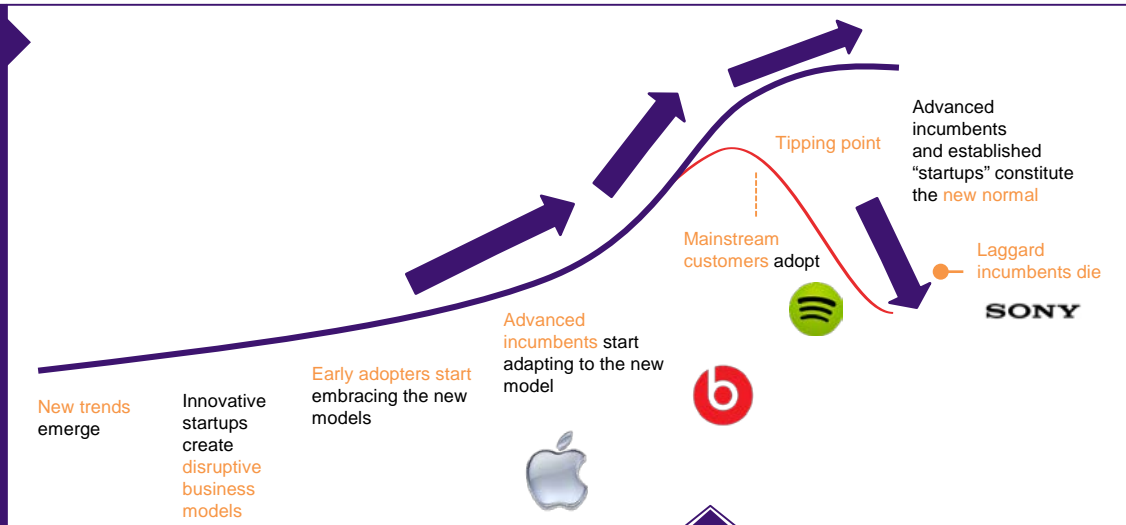 New trends
emerge
Innovative
startups
create
disruptive
business
models
Early adopters start
embracing the new
models
Advanced
incumbents start
adapting to the new
model
Mainstream
customers adopt
Tipping point
Advanced
incumbents
and established
“startups” constitute
the new normal
Laggard
incumbents die
SONY
b